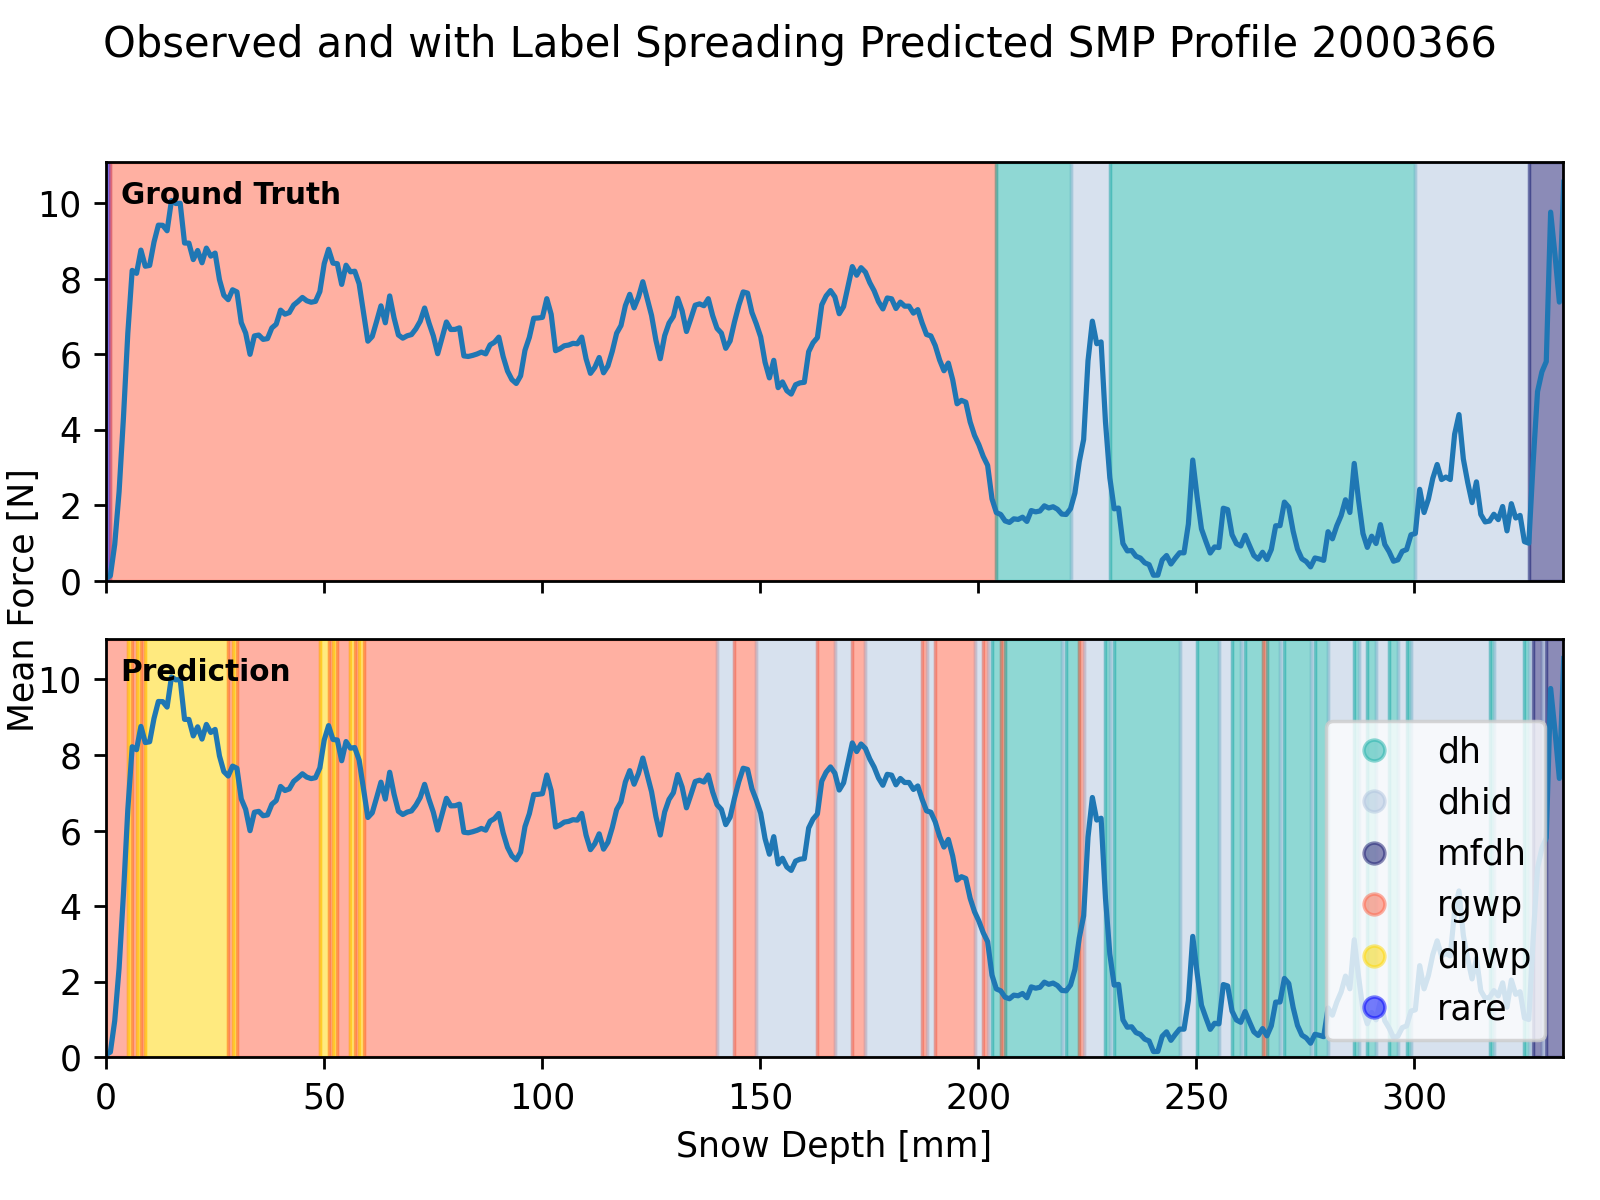 Observed and with Label Spreading Predicted SMP Profile 2000366
Ground Truth
10
8
6
4
2
0
Mean Force [N]
Prediction
10
8
6
4
2
0
dh
dhid
mfdh
rgwp
dhwp
rare
0 50 100 150 200 250 300
Snow Depth [mm]